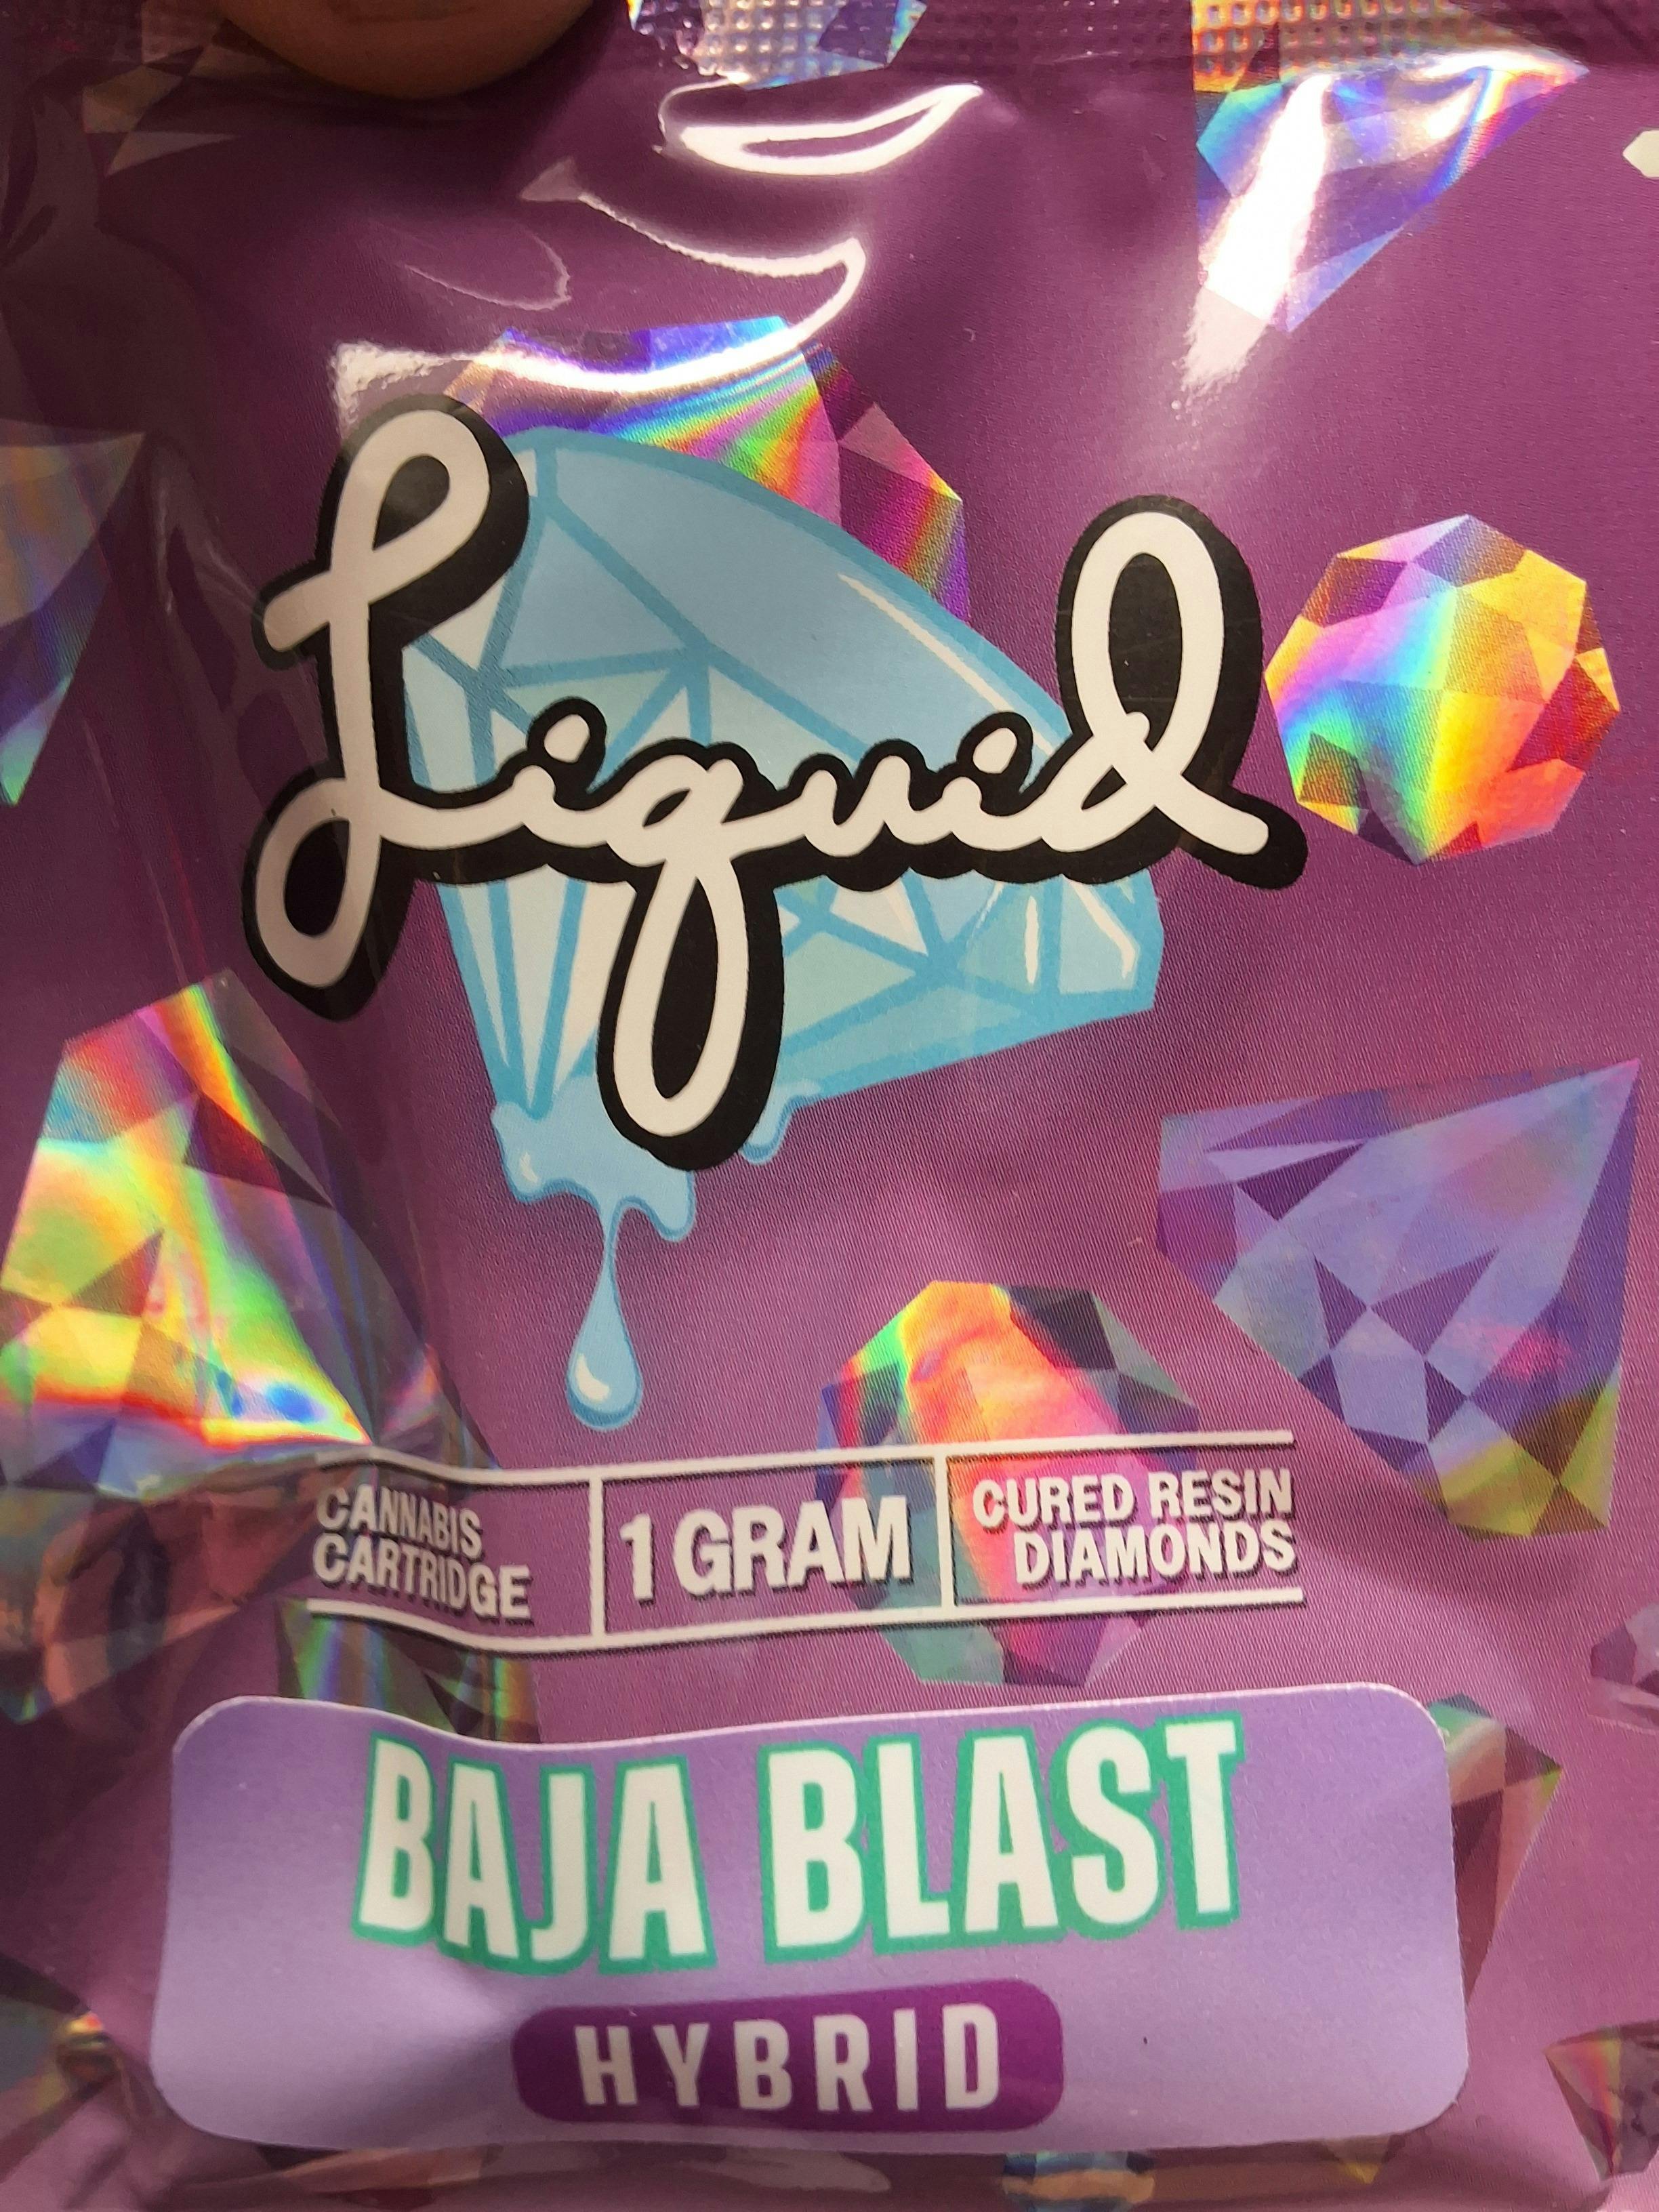 Liquid
CANNABIS
CARTRIDGE
1 GRAM
CURED RESIN
DIAMONDS
BAJA BLAST
HYBRID